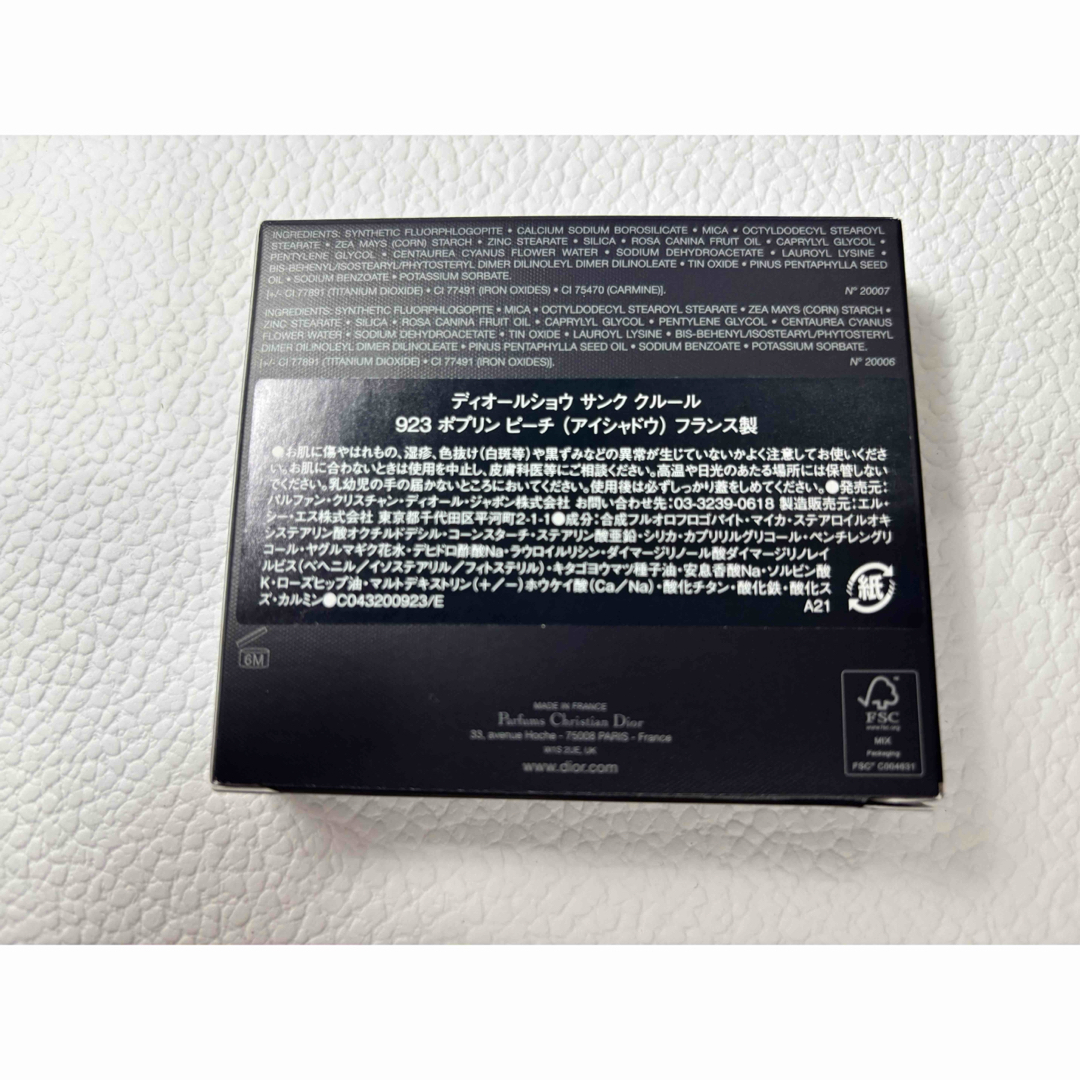 INGREDIENTS: SYNTHETIC FLUORPHLOGOPITE • CALCIUM SODIUM BOROSILICATE • MICA • OCTYLDODECYL STEAROYL
STEARATE • ZEA MAYS (CORN) STARCH • ZINC STEARATE • SILICA • ROSA CANINA FRUIT OIL • CAPRYLYL GLYCOL •
PENTYLENE GLYCOL • CENTAUREA CYANUS FLOWER WATER • SODIUM DEHYDROACETATE • LAUROYL LYSINE •
BIS-BEHENYL/ISOSTEARYL/PHYTOSTERYL DIMER DILINOLEYL DIMER DILINOLEATE • TIN OXIDE • PINUS PENTAPHYLLA SEED
OIL • SODIUM BENZOATE • POTASSIUM SORBATE.
[+/- CI 77891 (TITANIUM DIOXIDE) • CI 77491 (IRON OXIDES) • CI 75470 (CARMINE)]. N° 20007
INGREDIENTS: SYNTHETIC FLUORPHLOGOPITE • MICA • OCTYLDODECYL STEAROYL STEARATE • ZEA MAYS (CORN) STARCH •
ZINC STEARATE • SILICA • ROSA CANINA FRUIT OIL • CAPRYLYL GLYCOL • PENTYLENE GLYCOL • CENTAUREA CYANUS
FLOWER WATER • SODIUM DEHYDROACETATE • TIN OXIDE • LAUROYL LYSINE • BIS-BEHENYL/ISOSTEARYL/PHYTOSTERYL
DIMER DILINOLEYL DIMER DILINOLEATE • PINUS PENTAPHYLLA SEED OIL • SODIUM BENZOATE • POTASSIUM SORBATE.
[+/- CI 77891 (TITANIUM DIOXIDE) • CI 77491 (IRON OXIDES)]. N° 20006
ディオールショウ サンク クルール
923 ポプリン ピーチ (アイシャドウ) フランス製
●お肌に傷やはれもの、湿疹、色抜け(白斑等)や黒ずみなどの異常が生じていないかよく注意してお使いくださ
い。お肌に合わないときは使用を中止し、皮膚科医等にご相談ください。高温や日光のあたる場所には保管しない
でください。乳幼児の手の届かないところにおいてください。使用後は必ずしっかり蓋をしめてください。●発売元:
パルファン・クリスチャン・ディオール・ジャポン株式会社 お問い合わせ先:03-3239-0618 製造販売元:エル・
シー・エス株式会社 東京都千代田区平河町2-1-1●成分:合成フルオロフロゴパイト・マイカ・ステアロイルオキ
システアリン酸オクチルドデシル・コーンスターチ・ステアリン酸亜鉛・シリカ・カプリリルグリコール・ペンチレングリ
コール・ヤグルマギク花水・デヒドロ酢酸Na・ラウロイルリシン・ダイマージリノール酸ダイマージリノレイ
ルビス(ベヘニル/イソステアリル/フィトステリル)・キタゴヨウマツ種子油・安息香酸Na・ソルビン酸
K・ローズヒップ油・マルトデキストリン(+/-)ホウケイ酸(Ca/Na)・酸化チタン・酸化鉄・酸化ス
ズ・カルミン●C043200923/E A21
紙
6M
MADE IN FRANCE
Parfums Christian Dior
33, avenue Hoche - 75008 PARIS - France
W1S 2UE, UK
www.dior.com
FSC
www.fsc.org
MIX
Packaging
FSC® C004631